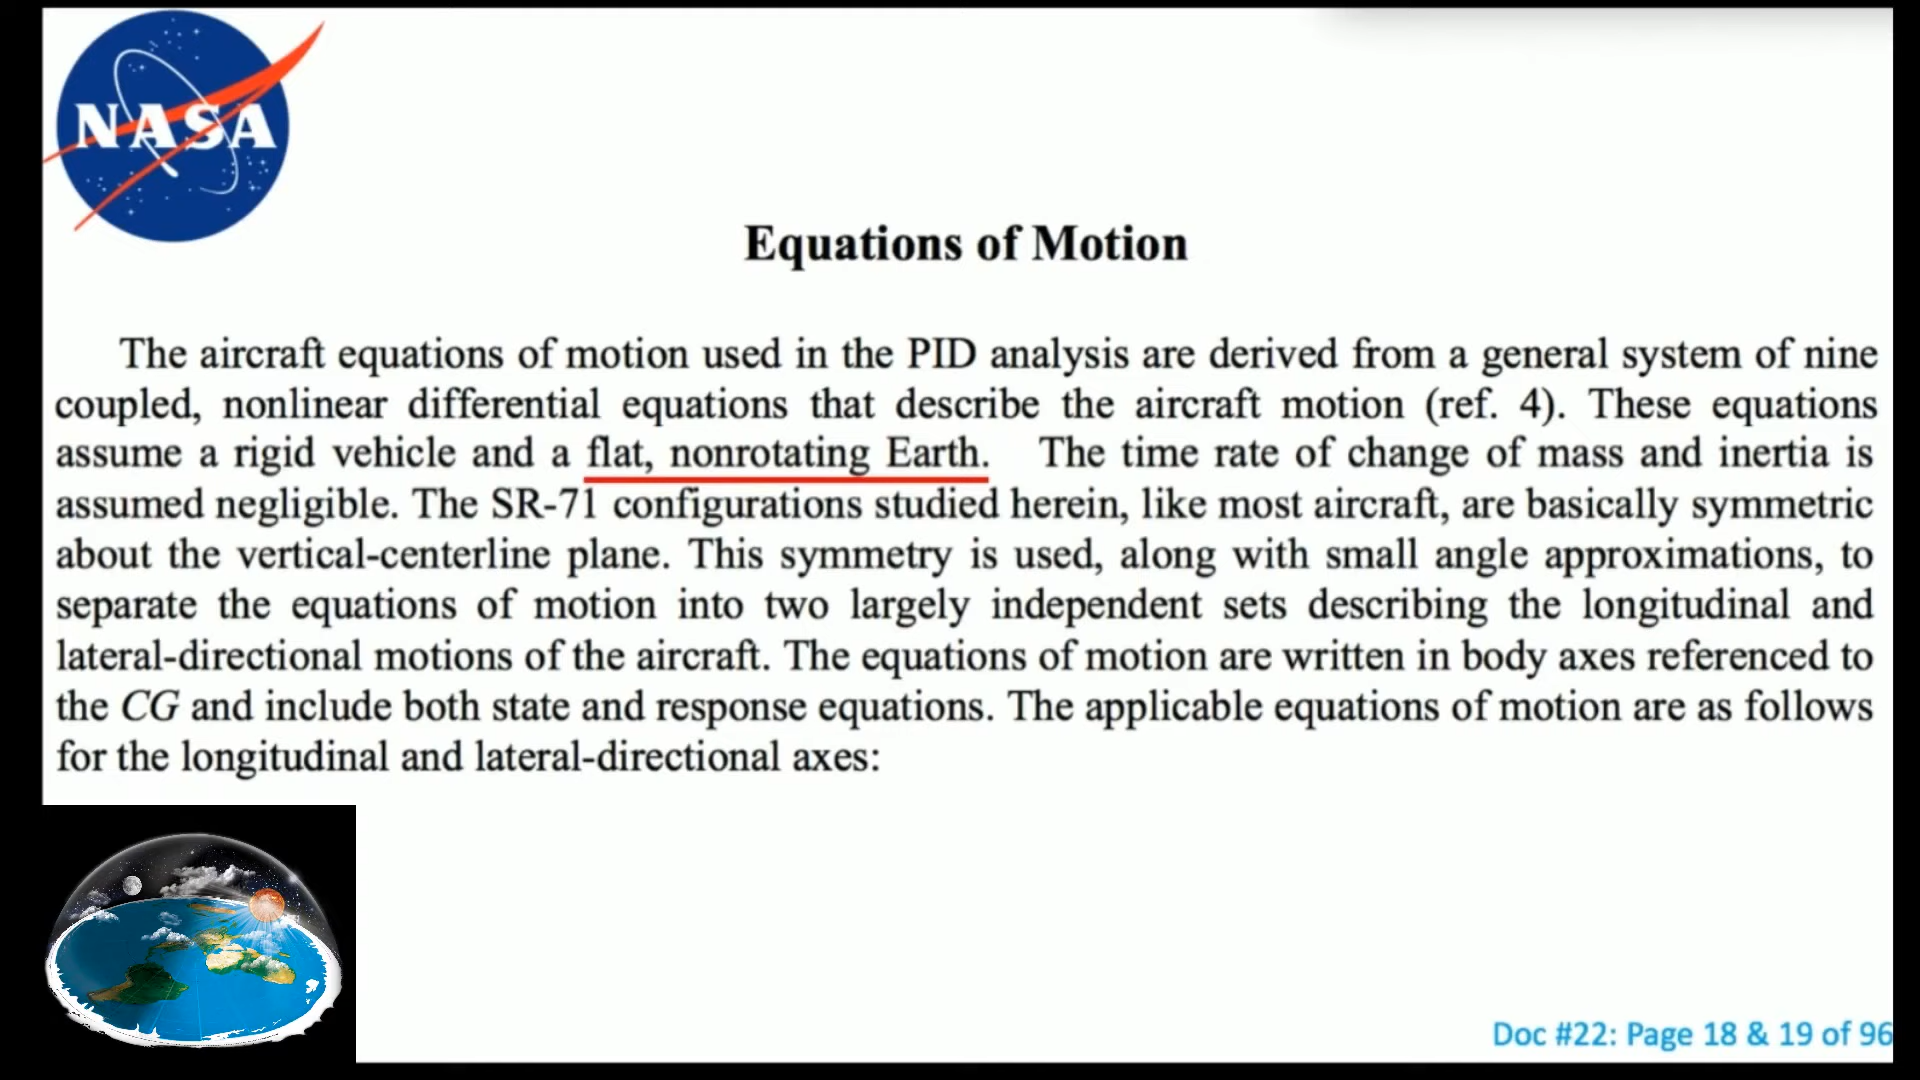 NASA
Equations of Motion
The aircraft equations of motion used in the PID analysis are derived from a general system of nine
coupled, nonlinear differential equations that describe the aircraft motion (ref. 4). These equations
assume a rigid vehicle and a flat, nonrotating Earth. The time rate of change of mass and inertia is
assumed negligible. The SR-71 configurations studied herein, like most aircraft, are basically symmetric
about the vertical-centerline plane. This symmetry is used, along with small angle approximations, to
separate the equations of motion into two largely independent sets describing the longitudinal and
lateral-directional motions of the aircraft. The equations of motion are written in body axes referenced to
the CG and include both state and response equations. The applicable equations of motion are as follows
for the longitudinal and lateral-directional axes:
Doc #22: Page 18 & 19 of 96